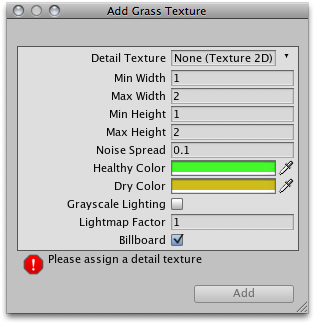 Add Grass Texture
Detail Texture None (Texture 2D)
Min Width 1
Max Width 2
Min Height 1
Max Height 2
Noise Spread 0.1
Healthy Color
Dry Color
Grayscale Lighting
Lightmap Factor 1
Billboard
Please assign a detail texture
Add